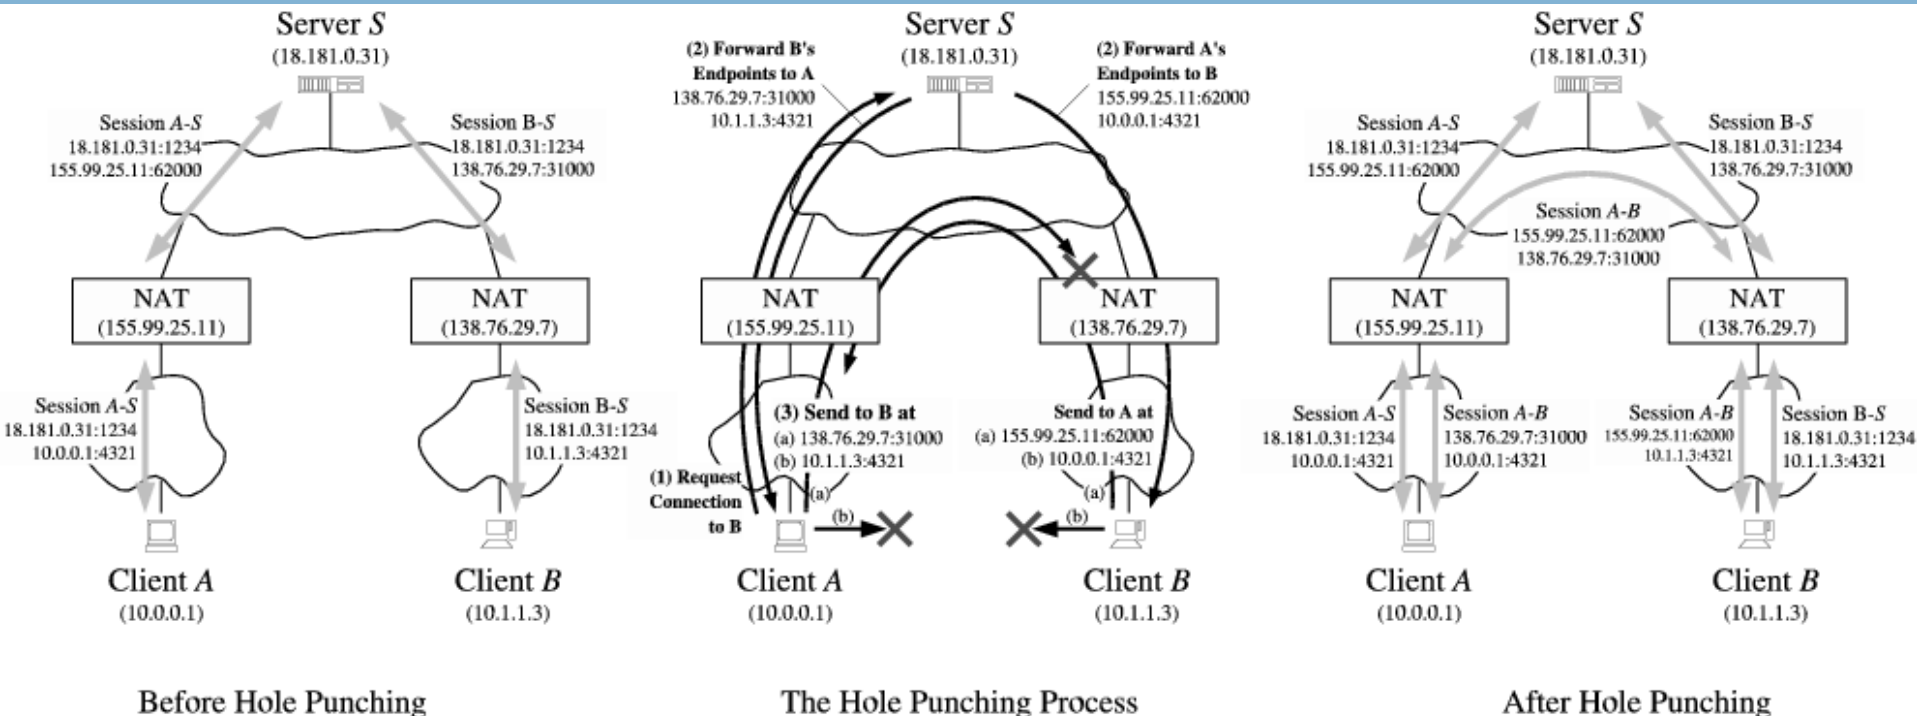 Server S
(18.181.0.31)
Session A-S
18.181.0.31:1234
155.99.25.11:62000
Session B-S
18.181.0.31:1234
138.76.29.7:31000
NAT
(155.99.25.11)
NAT
(138.76.29.7)
Session A-S
18.181.0.31:1234
10.0.0.1:4321
Session B-S
18.181.0.31:1234
10.1.1.3:4321
Client A
(10.0.0.1)
Client B
(10.1.1.3)
Before Hole Punching
Server S
(18.181.0.31)
(2) Forward B's
Endpoints to A
138.76.29.7:31000
10.1.1.3:4321
(2) Forward A's
Endpoints to B
155.99.25.11:62000
10.0.0.1:4321
NAT
(155.99.25.11)
NAT
(138.76.29.7)
(3) Send to B at
(a) 138.76.29.7:31000
(b) 10.1.1.3:4321
Send to A at
(a) 155.99.25.11:62000
(b) 10.0.0.1:4321
(1) Request
Connection
to B
(a)
(b)
(a)
(b)
Client A
(10.0.0.1)
Client B
(10.1.1.3)
The Hole Punching Process
Server S
(18.181.0.31)
Session A-S
18.181.0.31:1234
155.99.25.11:62000
Session B-S
18.181.0.31:1234
138.76.29.7:31000
Session A-B
155.99.25.11:62000
138.76.29.7:31000
NAT
(155.99.25.11)
NAT
(138.76.29.7)
Session A-S
18.181.0.31:1234
10.0.0.1:4321
Session A-B
138.76.29.7:31000
10.0.0.1:4321
Session A-B
155.99.25.11:62000
10.1.1.3:4321
Session B-S
18.181.0.31:1234
10.1.1.3:4321
Client A
(10.0.0.1)
Client B
(10.1.1.3)
After Hole Punching